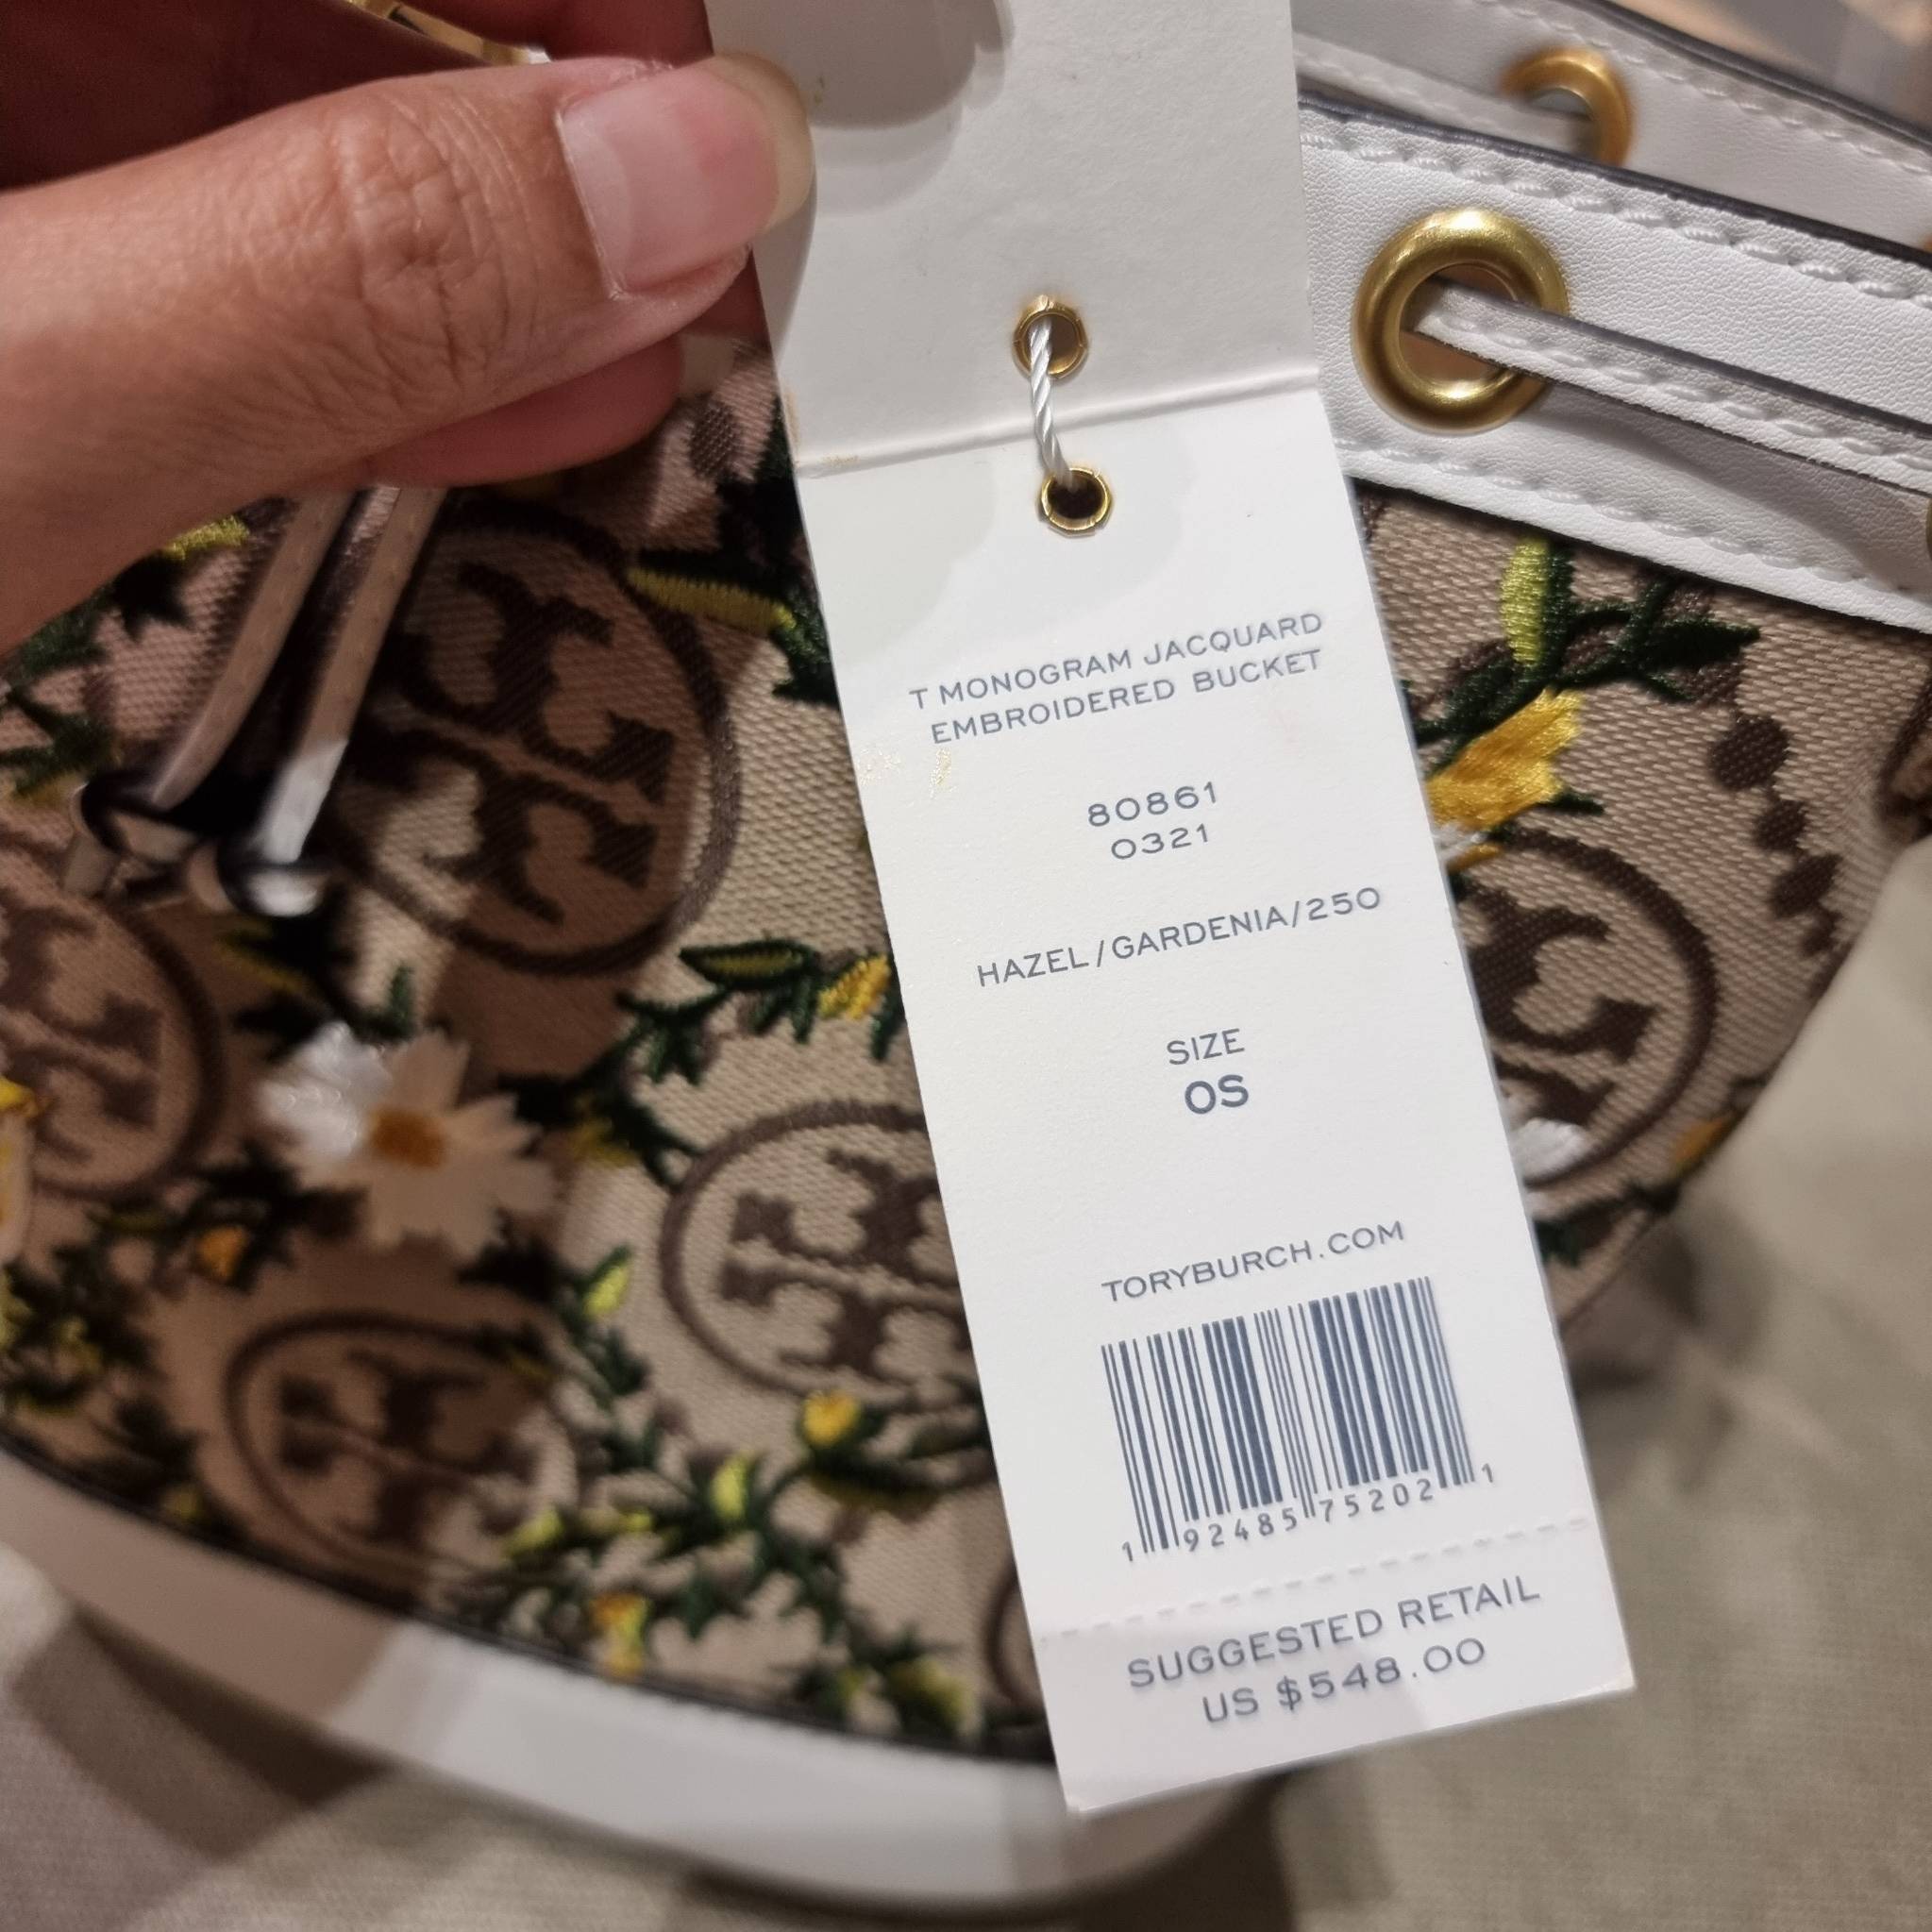 T MONOGRAM JACQUARD
EMBROIDERED BUCKET
80861
0321
HAZEL/GARDENIA/250
SIZE
OS
TORYBURCH.COM
1 92485 75202 1
SUGGESTED RETAIL
US $548.00